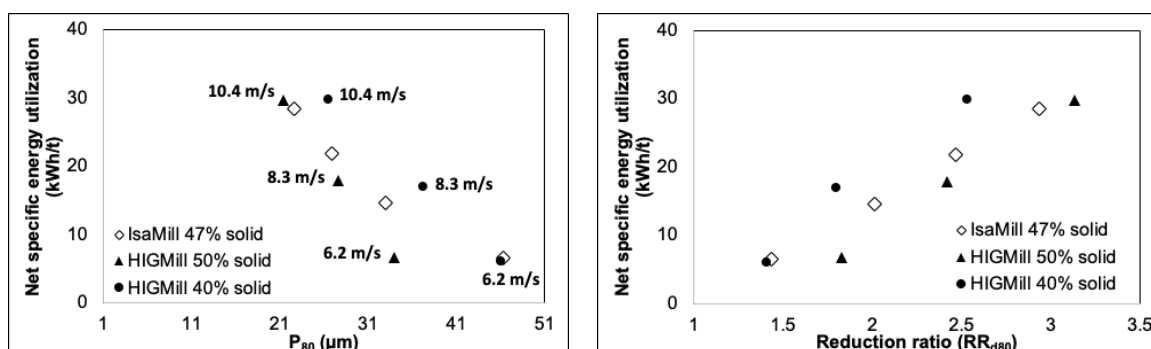 Net specific energy utilization
(kWh/t)
40
30
20
10
0
10.4 m/s
10.4 m/s
8.3 m/s
8.3 m/s
6.2 m/s
6.2 m/s
IsaMill 47% solid
HIGMill 50% solid
HIGMill 40% solid
1 11 21 31 41 51
P80 (μm)
Net specific energy utilization
(kWh/t)
40
30
20
10
0
IsaMill 47% solid
HIGMill 50% solid
HIGMill 40% solid
1 1.5 2 2.5 3 3.5
Reduction ratio (RRd80)